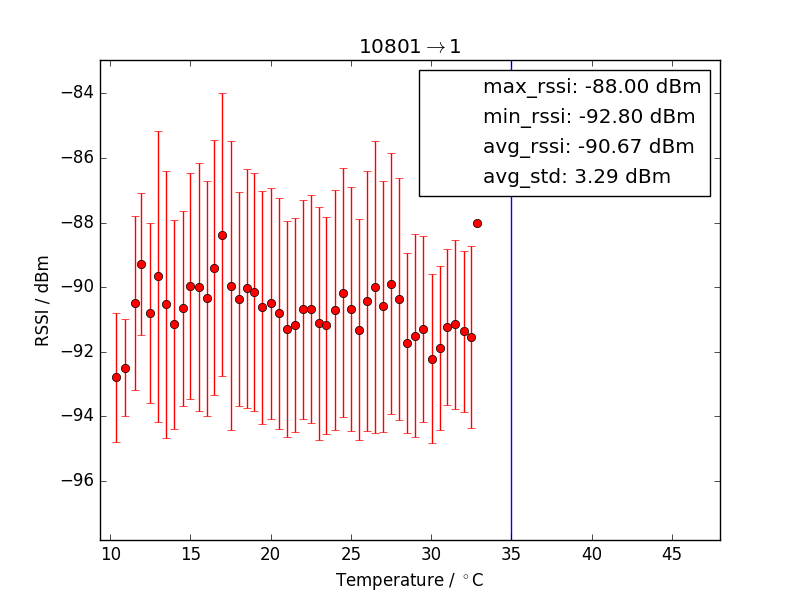 10801→1
max_rssi: -88.00 dBm
min_rssi: -92.80 dBm
avg_rssi: -90.67 dBm
avg_std: 3.29 dBm
RSSI / dBm
−84
−86
−88
−90
−92
−94
−96
10 15 20 25 30 35 40 45
Temperature / °C